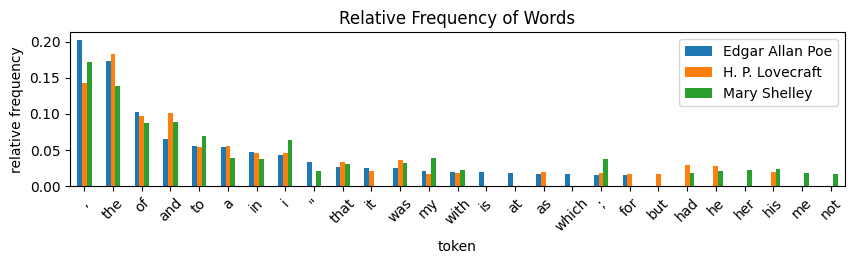 Relative Frequency of Words
relative frequency
0.20
0.15
0.10
0.05
0.00
Edgar Allan Poe
H. P. Lovecraft
Mary Shelley
,
the
of
and
to
a
in
i
"
that
it
was
my
with
is
at
as
which
;
for
but
had
he
her
his
me
not
token